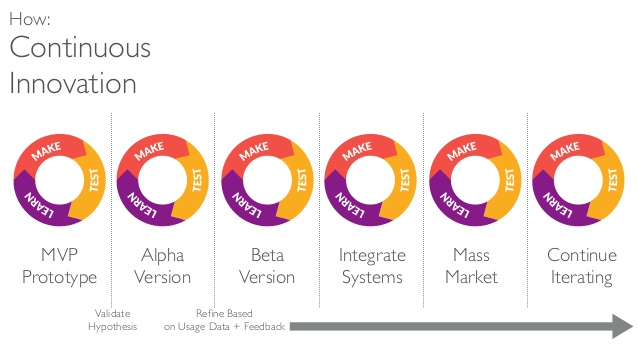 How:
Continuous
Innovation
MAKE
TEST
LEARN
MAKE
TEST
LEARN
MAKE
TEST
LEARN
MAKE
TEST
LEARN
MAKE
TEST
LEARN
MAKE
TEST
LEARN
MVP
Prototype
Alpha
Version
Beta
Version
Integrate
Systems
Mass
Market
Continue
Iterating
Validate
Hypothesis
Refine Based
on Usage Data + Feedback